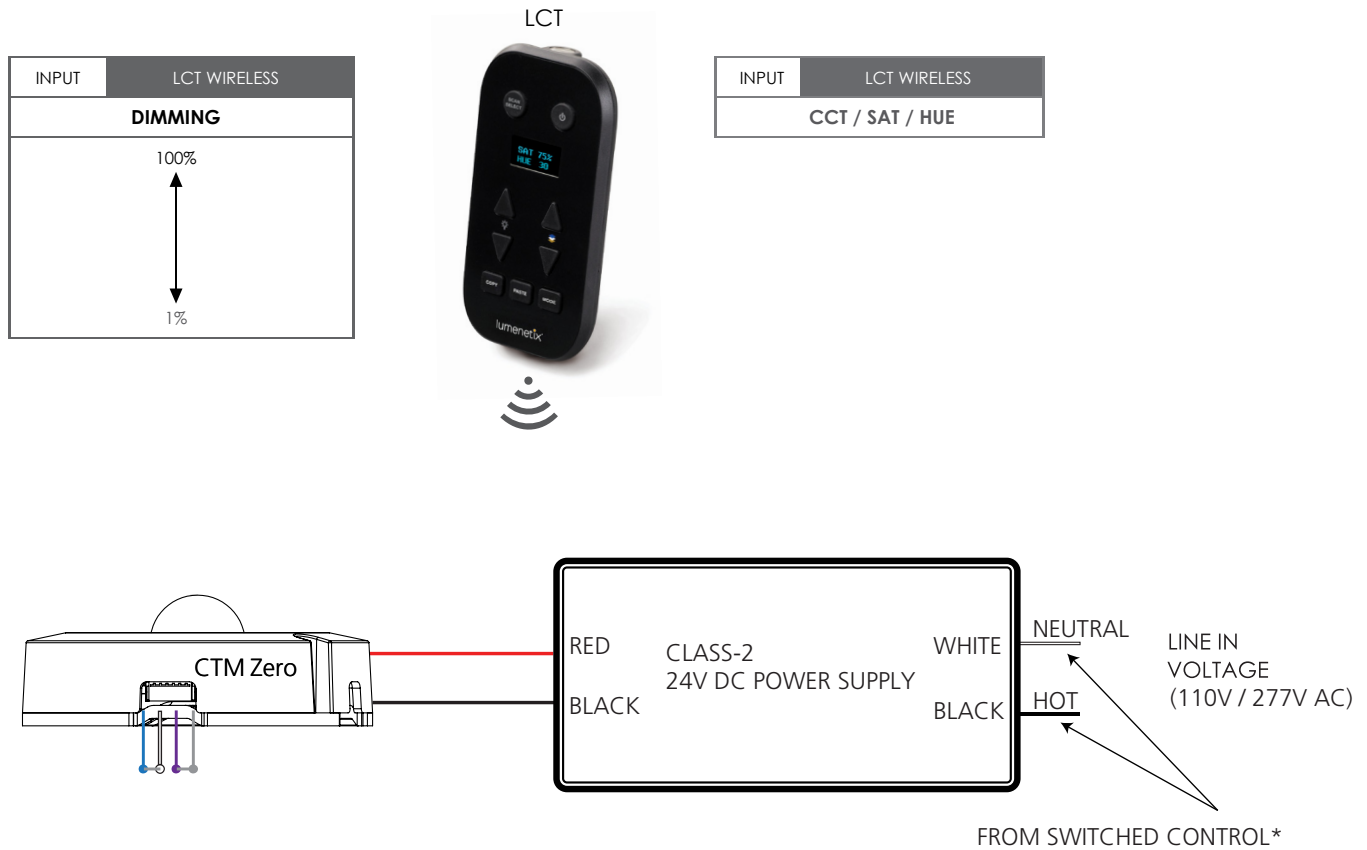 LCT
INPUT LCT WIRELESS
DIMMING
100%
1%
SCAN
SELECT
SAT 75%
HUE 30
COPY PASTE MODE
lumenetix
INPUT LCT WIRELESS
CCT / SAT / HUE
CTM Zero
RED
BLACK
CLASS-2
24V DC POWER SUPPLY
WHITE
BLACK
NEUTRAL
HOT
LINE IN
VOLTAGE
(110V / 277V AC)
FROM SWITCHED CONTROL*